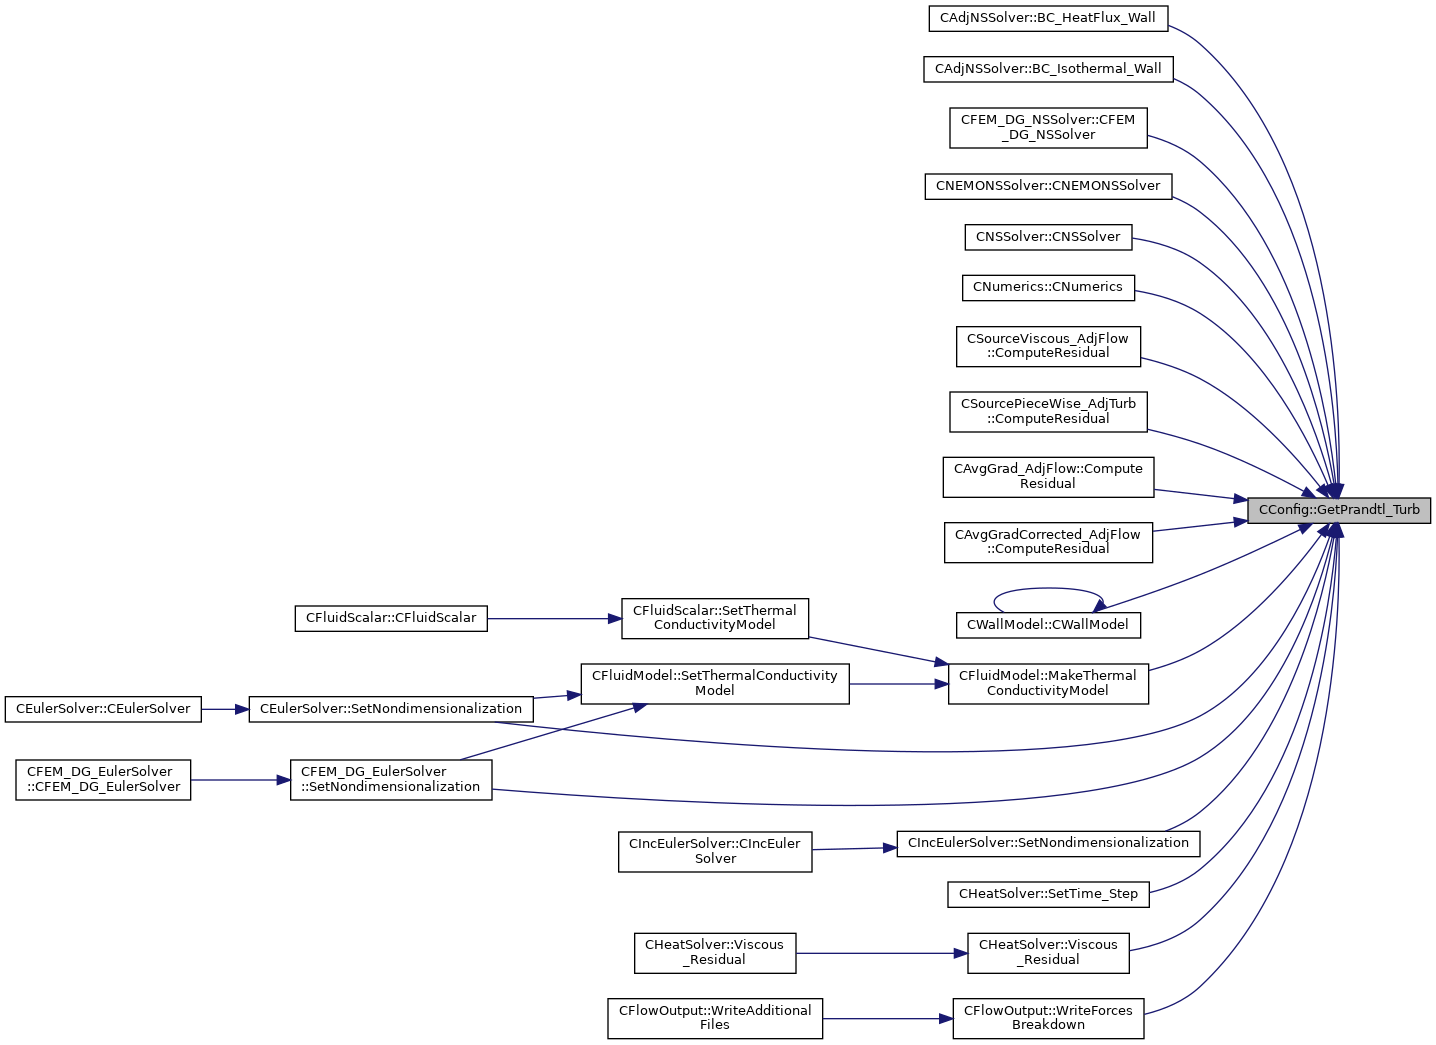 CAdjNSSolver::BC_HeatFlux_Wall
CAdjNSSolver::BC_Isothermal_Wall
CFEM_DG_NSSolver::CFEM
_DG_NSSolver
CNEMONSSolver::CNEMONSSolver
CNSSolver::CNSSolver
CNumerics::CNumerics
CSourceViscous_AdjFlow
::ComputeResidual
CSourcePieceWise_AdjTurb
::ComputeResidual
CAvgGrad_AdjFlow::Compute
Residual
CConfig::GetPrandtl_Turb
CAvgGradCorrected_AdjFlow
::ComputeResidual
CWallModel::CWallModel
CFluidScalar::CFluidScalar
CFluidScalar::SetThermal
ConductivityModel
CFluidModel::SetThermalConductivity
Model
CFluidModel::MakeThermal
ConductivityModel
CEulerSolver::CEulerSolver
CEulerSolver::SetNondimensionalization
CFEM_DG_EulerSolver
::CFEM_DG_EulerSolver
CFEM_DG_EulerSolver
::SetNondimensionalization
CIncEulerSolver::CIncEuler
Solver
CIncEulerSolver::SetNondimensionalization
CHeatSolver::SetTime_Step
CHeatSolver::Viscous
_Residual
CHeatSolver::Viscous
_Residual
CFlowOutput::WriteAdditional
Files
CFlowOutput::WriteForces
Breakdown